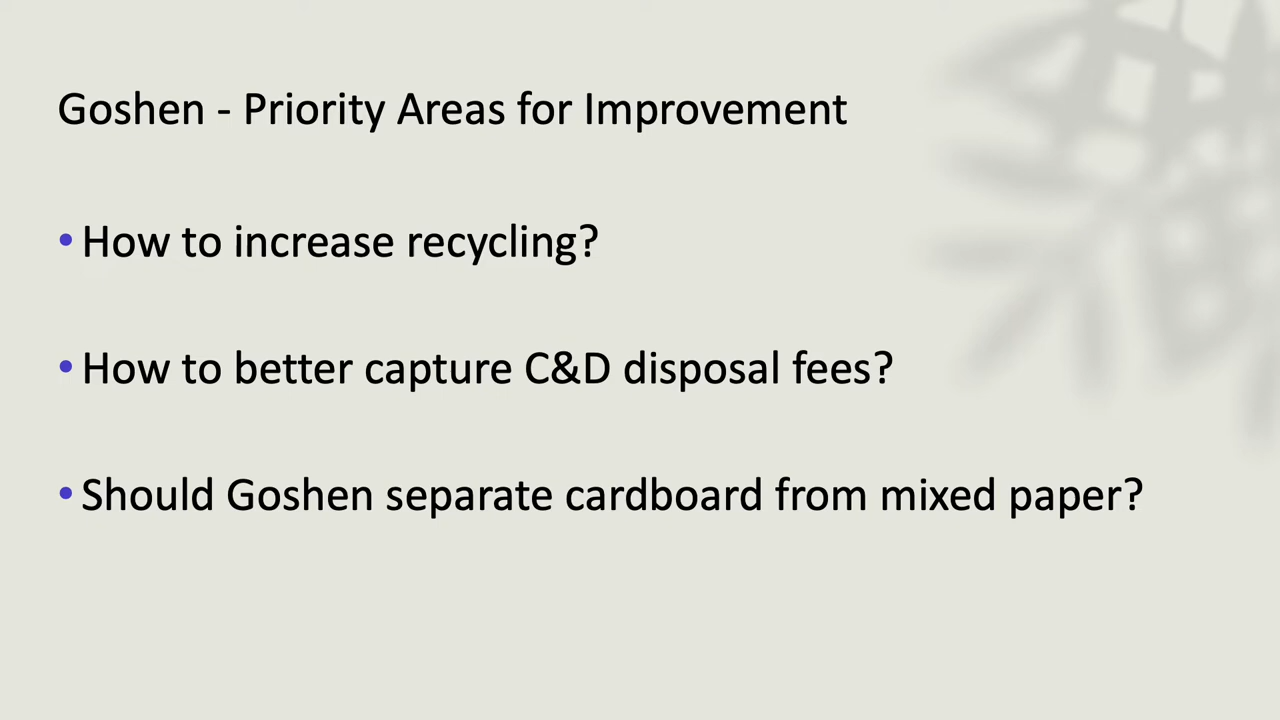 Goshen - Priority Areas for Improvement
• How to increase recycling?
• How to better capture C&D disposal fees?
• Should Goshen separate cardboard from mixed paper?